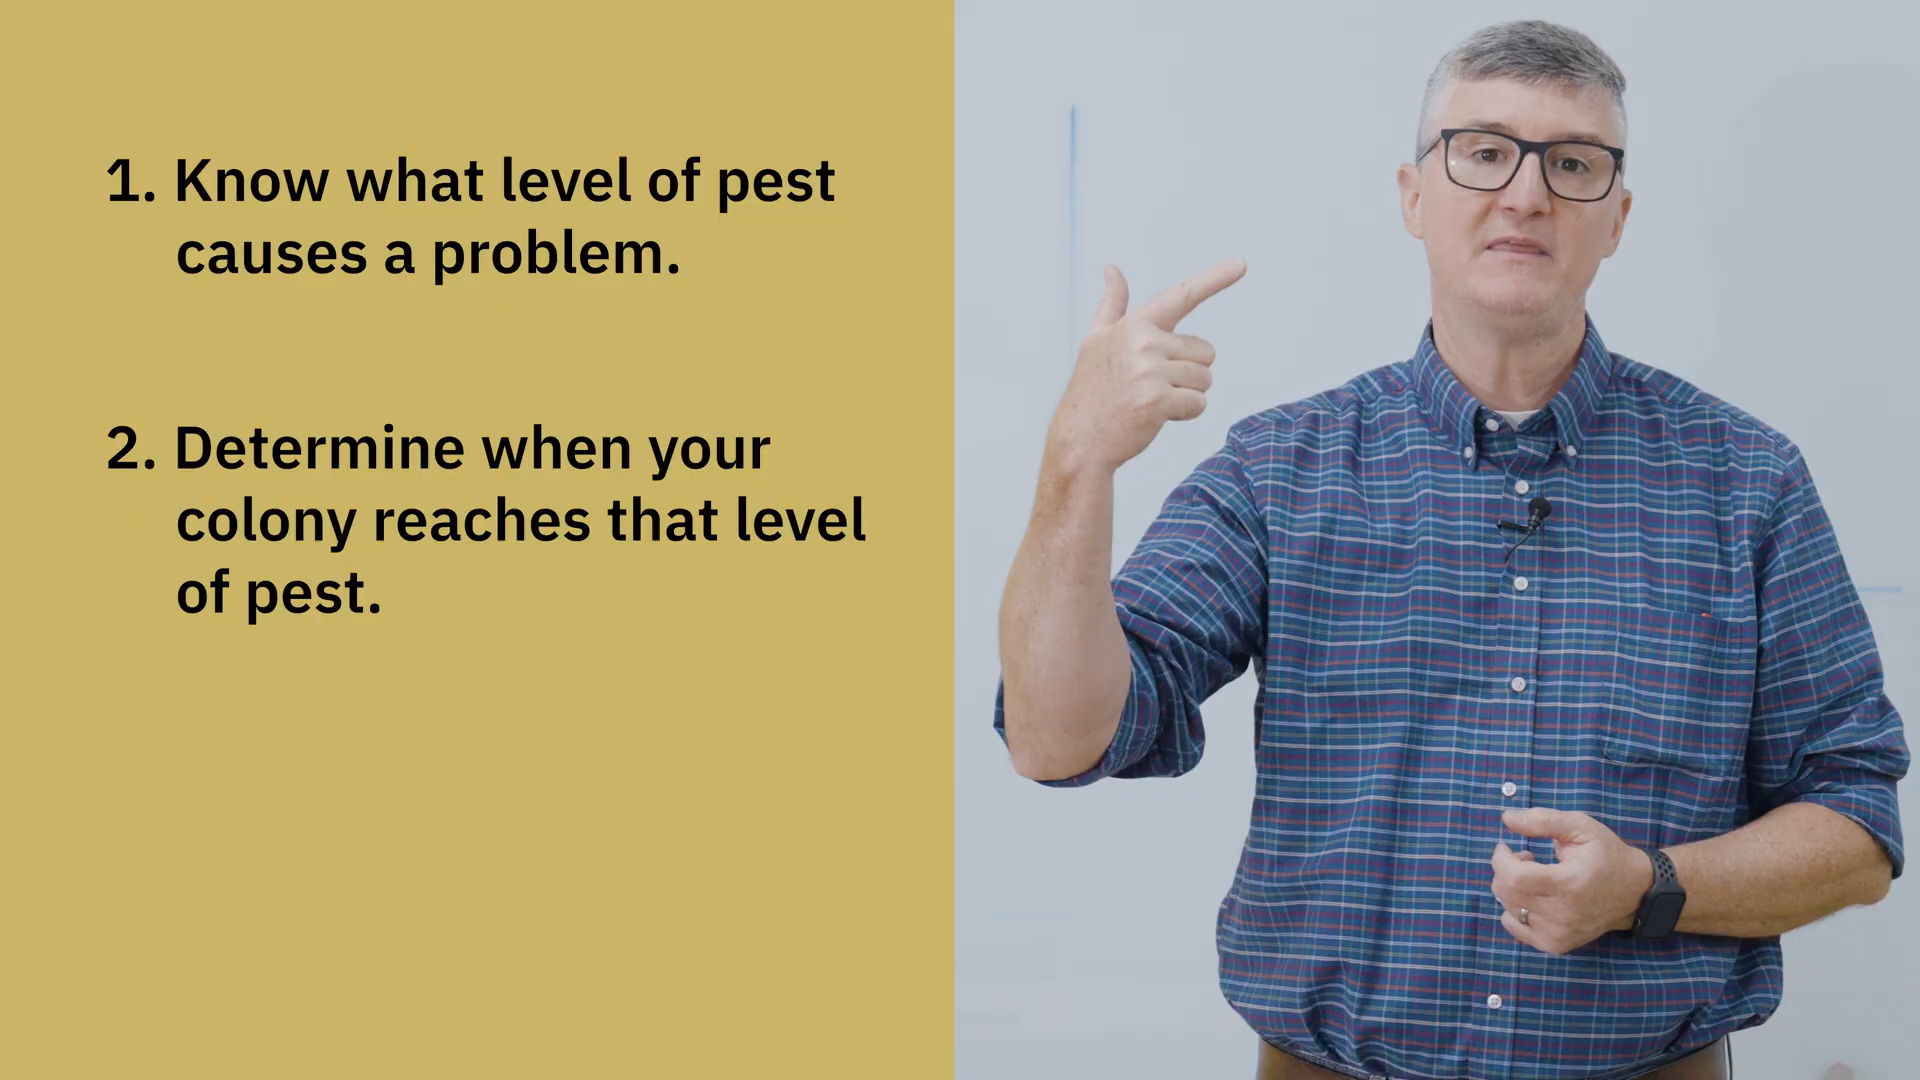 1. Know what level of pest
causes a problem.
2. Determine when your
colony reaches that level
of pest.